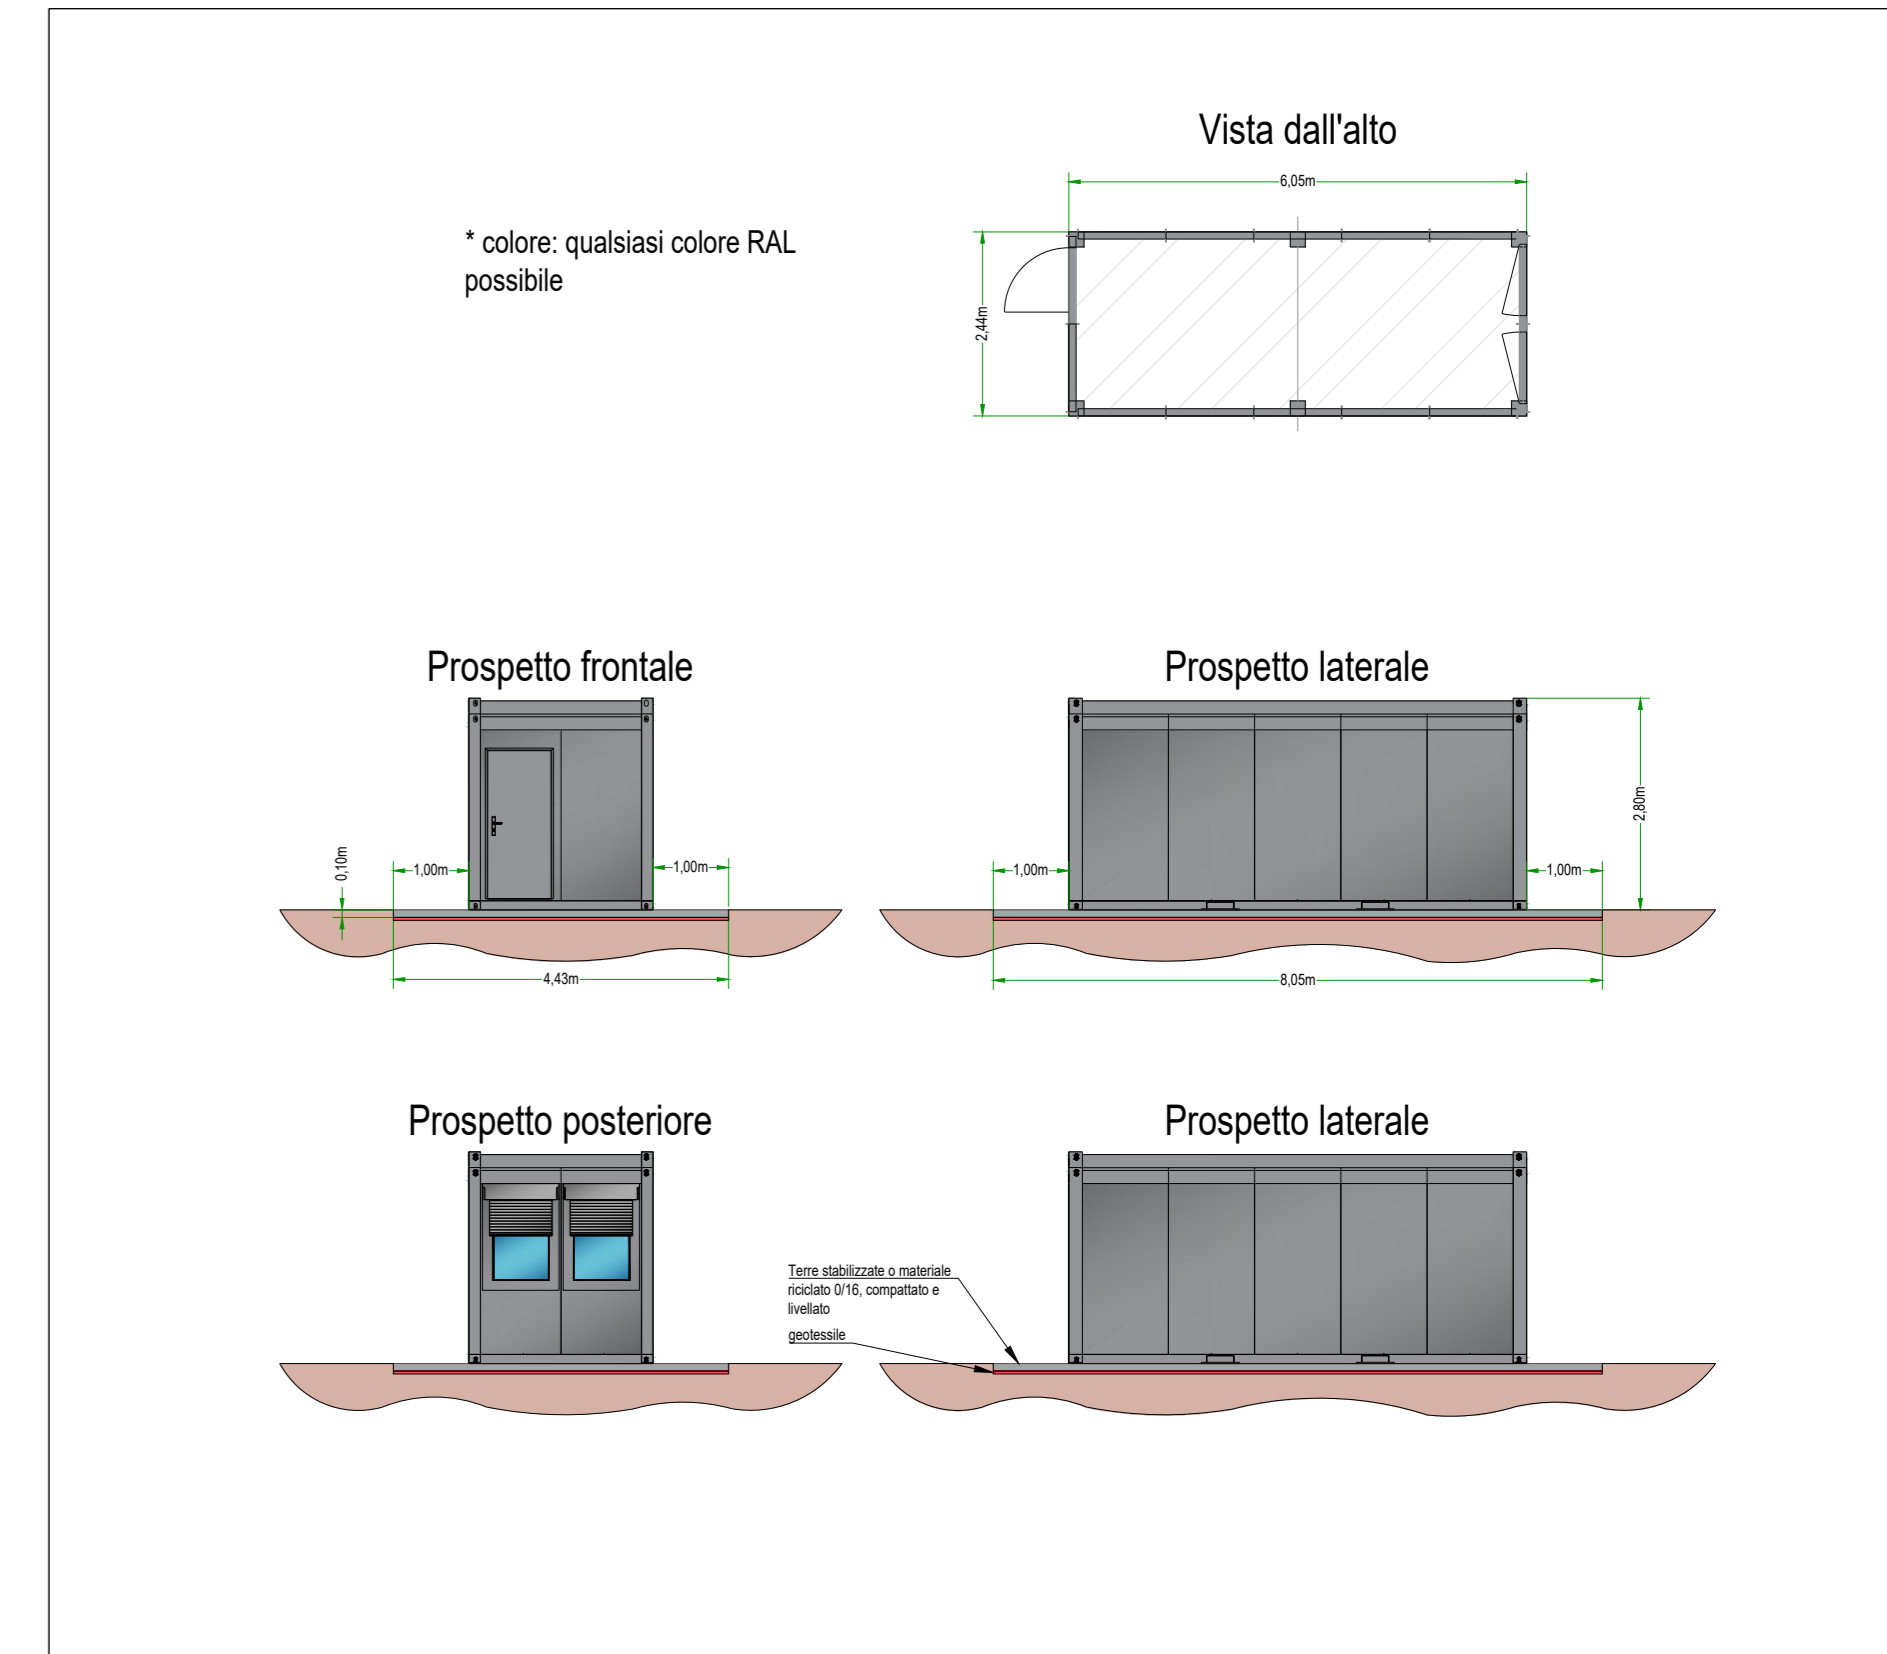 Vista dall'alto
6,05m
* colore: qualsiasi colore RAL
possibile
2,44m
Prospetto frontale
Prospetto laterale
2,80m
0,10m
1,00m
1,00m
1,00m
1,00m
4,43m
8,05m
Prospetto posteriore
Prospetto laterale
Terre stabilizzate o materiale
riciclato 0/16, compattato e
livellato
geotessile